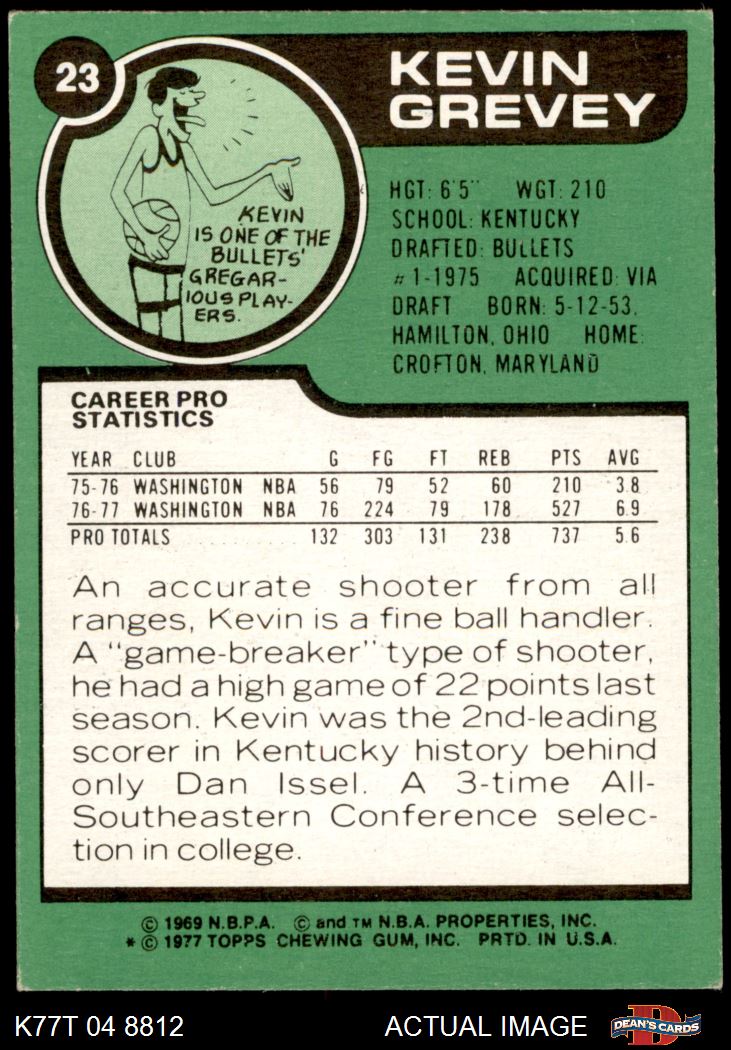 23
KEVIN
GREVEY
KEVIN
IS ONE OF THE
BULLETS'
GREGAR-
IOUS PLAY-
ERS.
HGT: 6'5" WGT: 210
SCHOOL: KENTUCKY
DRAFTED: BULLETS
#1-1975 ACQUIRED: VIA
DRAFT BORN: 5-12-53,
HAMILTON, OHIO HOME:
CROFTON, MARYLAND
CAREER PRO
STATISTICS
YEAR CLUB G FG FT REB PTS AVG
75-76 WASHINGTON NBA 56 79 52 60 210 3.8
76-77 WASHINGTON NBA 76 224 79 178 527 6.9
PRO TOTALS 132 303 131 238 737 5.6
An accurate shooter from all
ranges, Kevin is a fine ball handler.
A "game-breaker" type of shooter,
he had a high game of 22 points last
season. Kevin was the 2nd-leading
scorer in Kentucky history behind
only Dan Issel. A 3-time All-
Southeastern Conference selec-
tion in college.
© 1969 N.B.P.A. © and TM N.B.A. PROPERTIES, INC.
* © 1977 TOPPS CHEWING GUM, INC. PRTD. IN U.S.A.
K77T 04 8812 ACTUAL IMAGE D DEAN'S CARDS